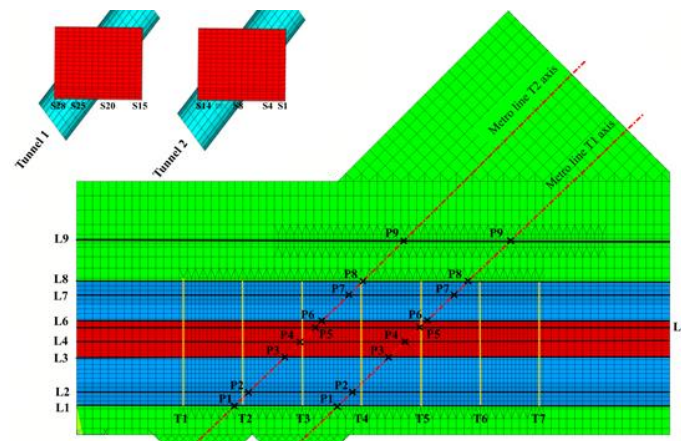 S28 S25 S20 S15
S14 S8 S4 S1
Tunnel 1
Tunnel 2
Metro line T2 axis
Metro line T1 axis
L9 P9 P9
L8 P8 P8
L7 P7 P7
L6 P6 P6
P5 P5 L
L4 P4 P4
L3 P3 P3
L2 P2 P2
L1 P1 P1
T1 T2 T3 T4 T5 T6 T7